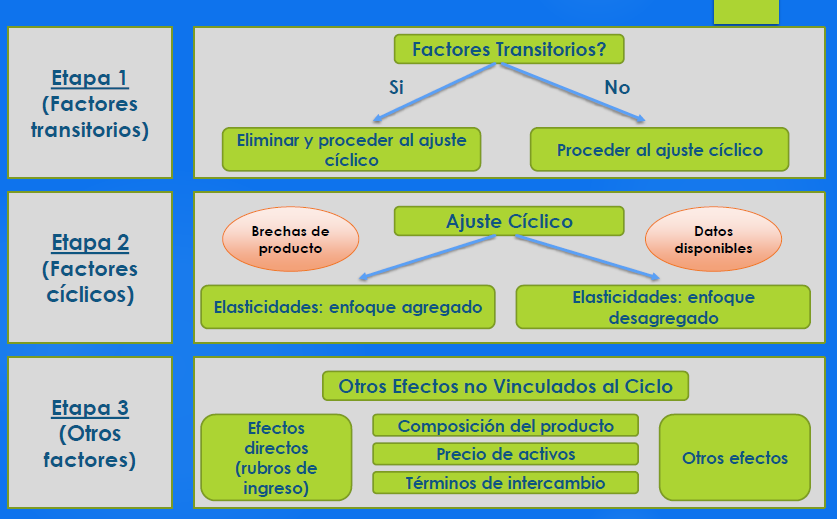 Etapa 1
(Factores
transitorios)
Factores Transitorios?
Si
No
Eliminar y proceder al ajuste
cíclico
Proceder al ajuste cíclico
Etapa 2
(Factores
cíclicos)
Brechas de
producto
Ajuste Cíclico
Datos
disponibles
Elasticidades: enfoque agregado
Elasticidades: enfoque
desagregado
Etapa 3
(Otros
factores)
Otros Efectos no Vinculados al Ciclo
Efectos
directos
(rubros de
ingreso)
Composición del producto
Precio de activos
Términos de intercambio
Otros efectos